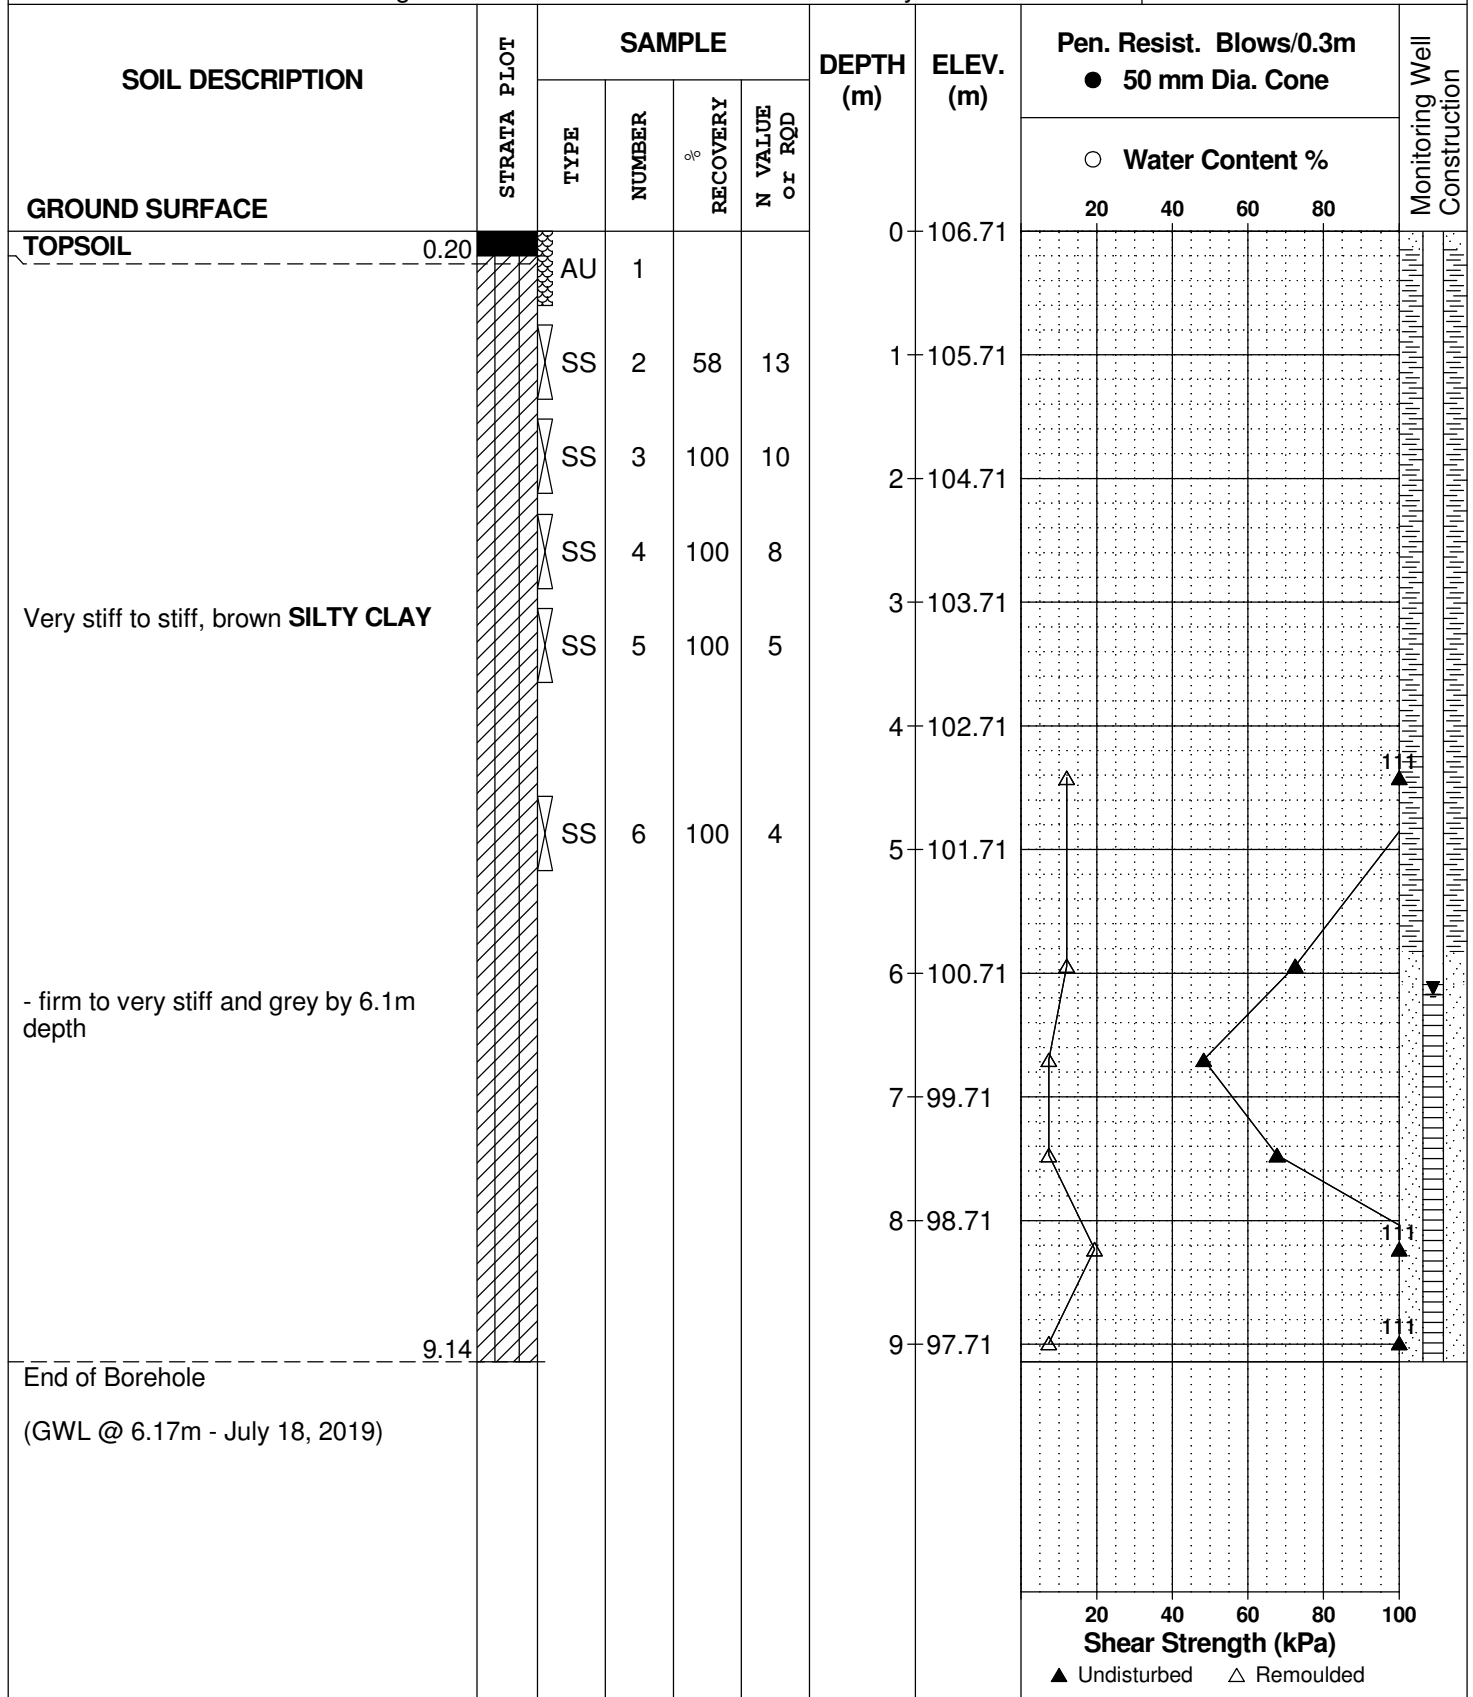 SOIL DESCRIPTION
GROUND SURFACE
STRATA PLOT
SAMPLE
TYPE
NUMBER
%
RECOVERY
N VALUE
or RQD
DEPTH
(m)
ELEV.
(m)
Pen. Resist. Blows/0.3m
● 50 mm Dia. Cone
○ Water Content %
20 40 60 80
Monitoring Well
Construction
TOPSOIL 0.20
0 106.71
AU 1
SS 2 58 13
1 105.71
SS 3 100 10
2 104.71
SS 4 100 8
3 103.71
Very stiff to stiff, brown SILTY CLAY
SS 5 100 5
4 102.71
111
SS 6 100 4
5 101.71
6 100.71
- firm to very stiff and grey by 6.1m
depth
7 99.71
8 98.71
111
111
9.14
9 97.71
End of Borehole
(GWL @ 6.17m - July 18, 2019)
20 40 60 80 100
Shear Strength (kPa)
▲ Undisturbed △ Remoulded